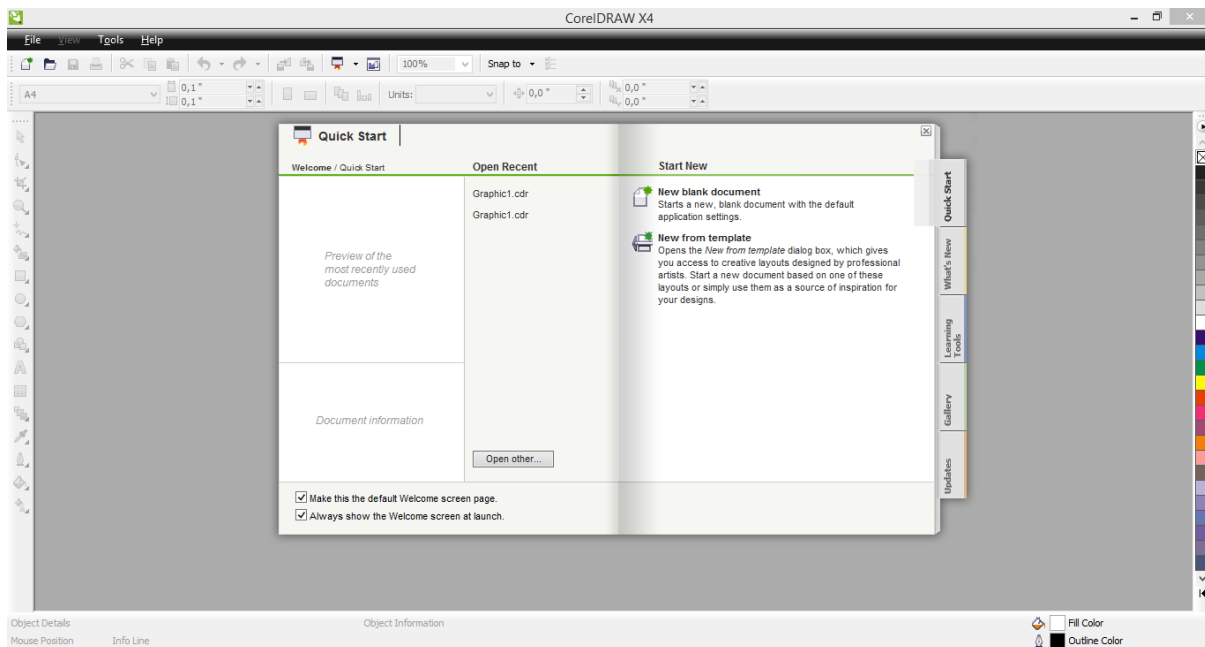 CorelDRAW X4
File View Tools Help
100% Snap to
A4 0,1 " 0,1 " Units: 0,0 " 0,0 " 0,0 "
Quick Start
Welcome / Quick Start
Open Recent
Graphic1.cdr
Graphic1.cdr
Preview of the
most recently used
documents
Document information
Open other...
Start New
New blank document
Starts a new, blank document with the default
application settings.
New from template
Opens the New from template dialog box, which gives
you access to creative layouts designed by professional
artists. Start a new document based on one of these
layouts or simply use them as a source of inspiration for
your designs.
Quick Start
What's New
Learning
Tools
Gallery
Updates
Make this the default Welcome screen page.
Always show the Welcome screen at launch.
Object Details Object Information Fill Color
Mouse Position Info Line Outline Color